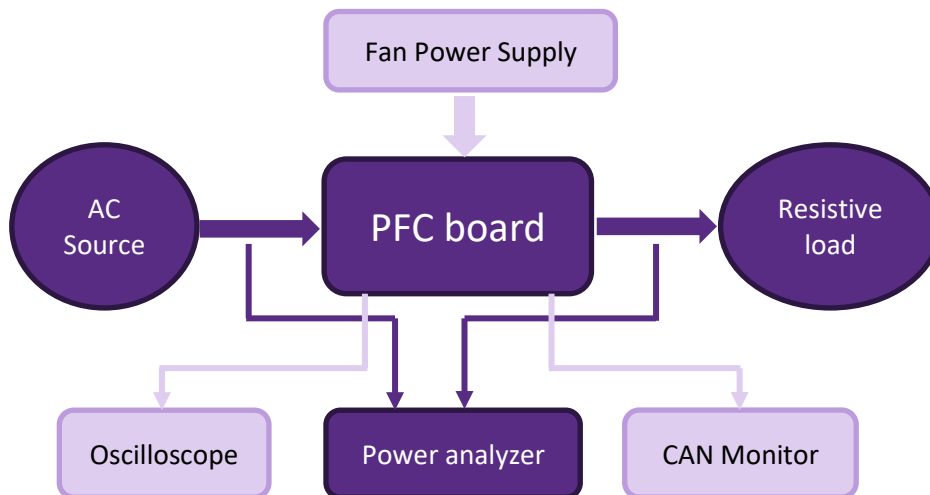 Fan Power Supply
AC
Source
PFC board
Resistive
load
Oscilloscope
Power analyzer
CAN Monitor